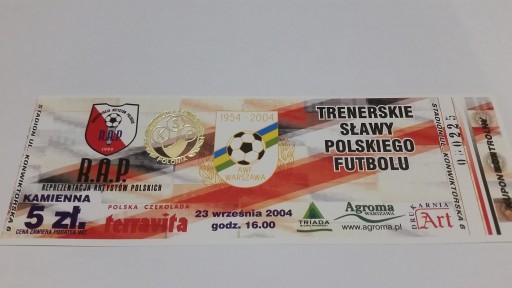 STADION UL. KONWIKTORSKA 6
R.A.P.
1994
R.A.P.
REPREZENTACJA ARTYSTÓW POLSKICH
KAMIENNA
5 zł.
CENA ZAWIERA PODATEK VAT
POLONIA
POLSKA CZEKOLADA
terravita
1954 - 2004
AWF
WARSZAWA
23 września 2004
godz. 16.00
TRENERSKIE
SŁAWY
POLSKIEGO
FUTBOLU
TRIADA
Agroma
WARSZAWA
www.agroma.pl
DRUKARNIA
Art
STADION UL. KONWIKTORSKA 6
KUPON KONTROLNY